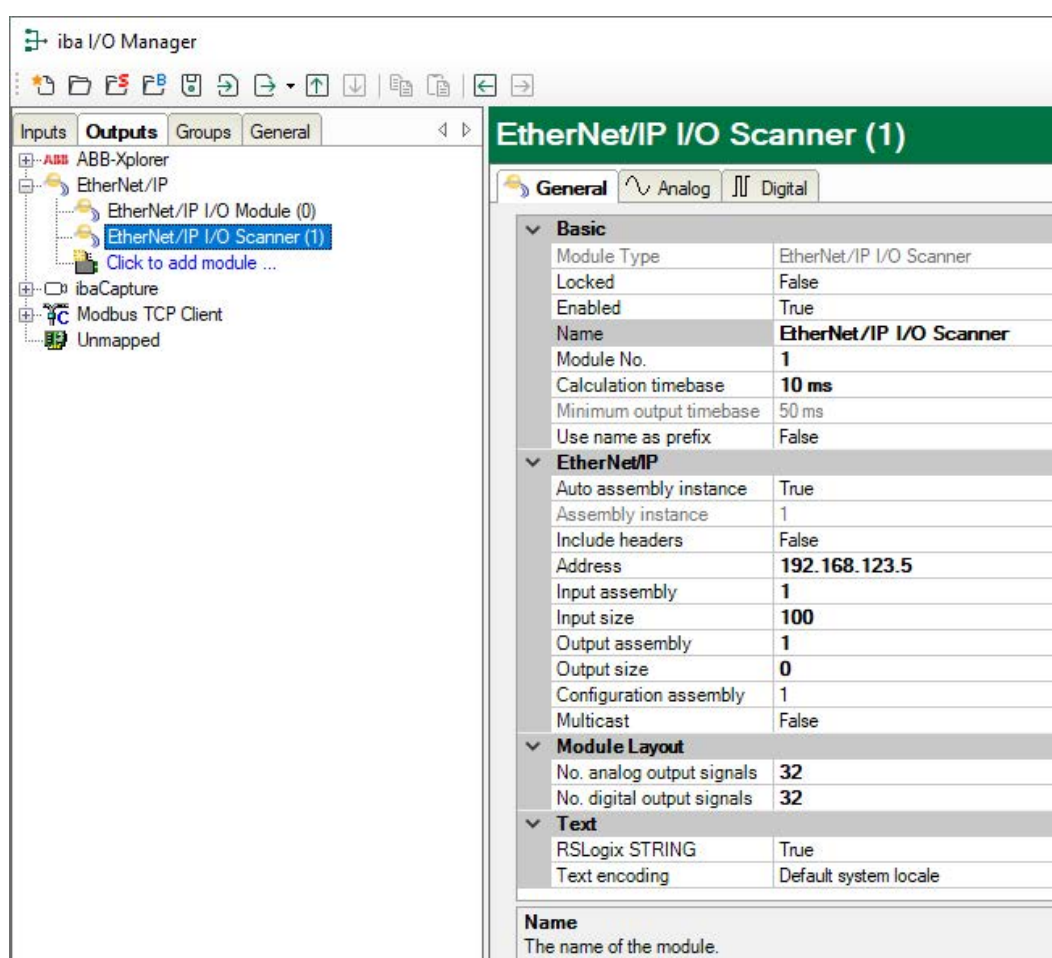 iba I/O Manager
Inputs Outputs Groups General
ABB ABB-Xplorer
EtherNet/IP
EtherNet/IP I/O Module (0)
EtherNet/IP I/O Scanner (1)
Click to add module ...
ibaCapture
Modbus TCP Client
Unmapped
EtherNet/IP I/O Scanner (1)
General Analog Digital
Basic
Module Type EtherNet/IP I/O Scanner
Locked False
Enabled True
Name EtherNet/IP I/O Scanner
Module No. 1
Calculation timebase 10 ms
Minimum output timebase 50 ms
Use name as prefix False
EtherNet/IP
Auto assembly instance True
Assembly instance 1
Include headers False
Address 192.168.123.5
Input assembly 1
Input size 100
Output assembly 1
Output size 0
Configuration assembly 1
Multicast False
Module Layout
No. analog output signals 32
No. digital output signals 32
Text
RSLogix STRING True
Text encoding Default system locale
Name
The name of the module.